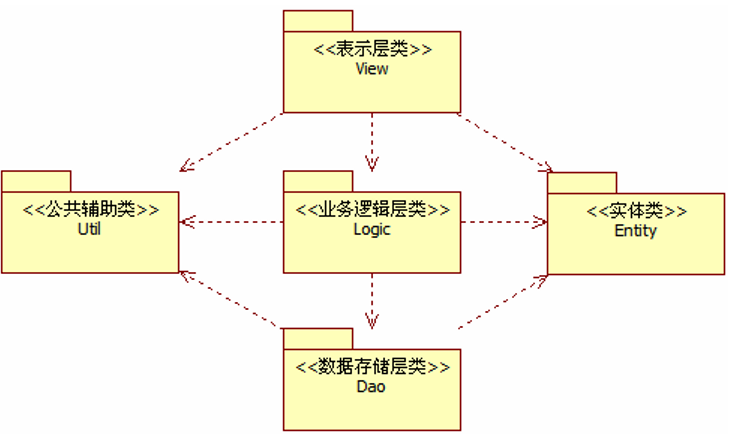 <<表示层类>>
View
<<公共辅助类>>
Util
<<业务逻辑层类>>
Logic
<<实体类>>
Entity
<<数据存储层类>>
Dao